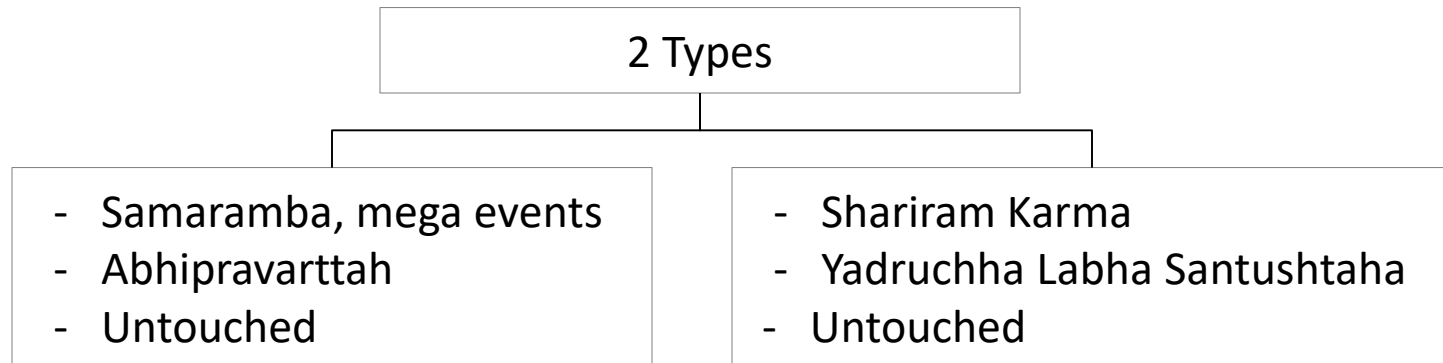 2 Types
- Samaramba, mega events
- Abhipravarttah
- Untouched
- Shariram Karma
- Yadruchha Labha Santushtaha
- Untouched